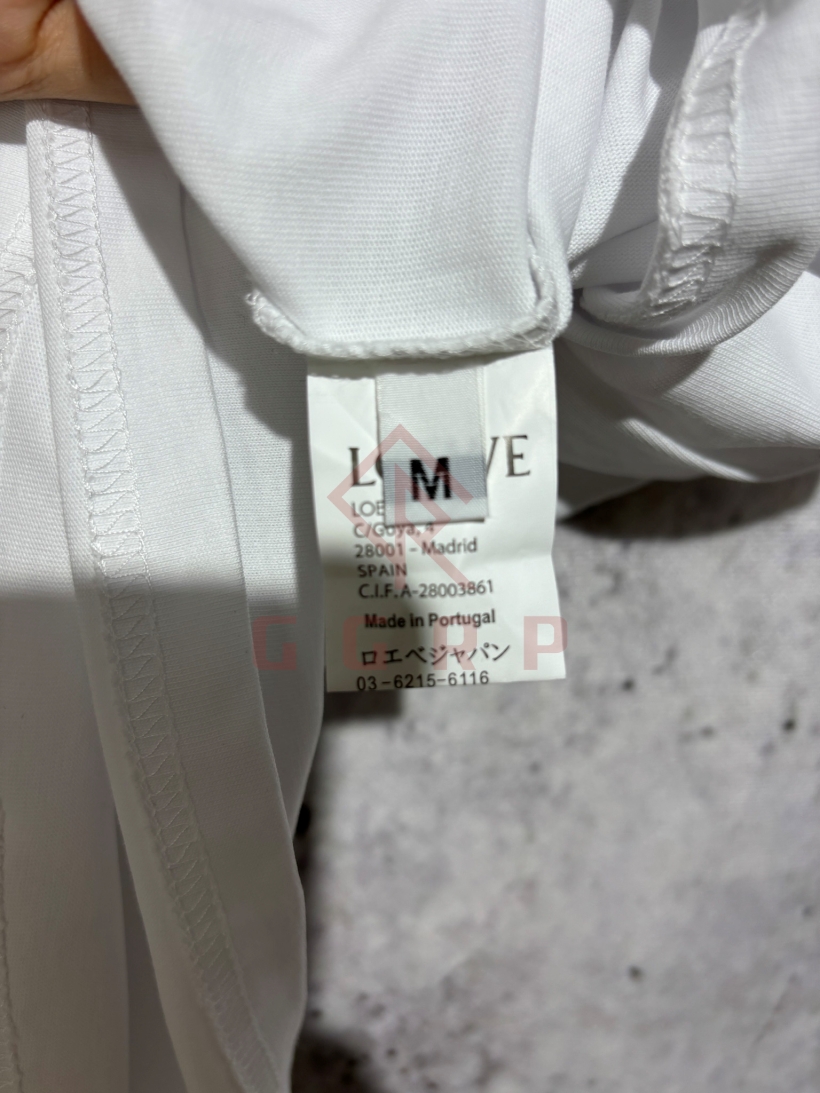 M
LOE
C/Goya, 4
28001 - Madrid
SPAIN
C.I.F. A-28003861
Made in Portugal
ロエベジャパン
03-6215-6116
GGRP